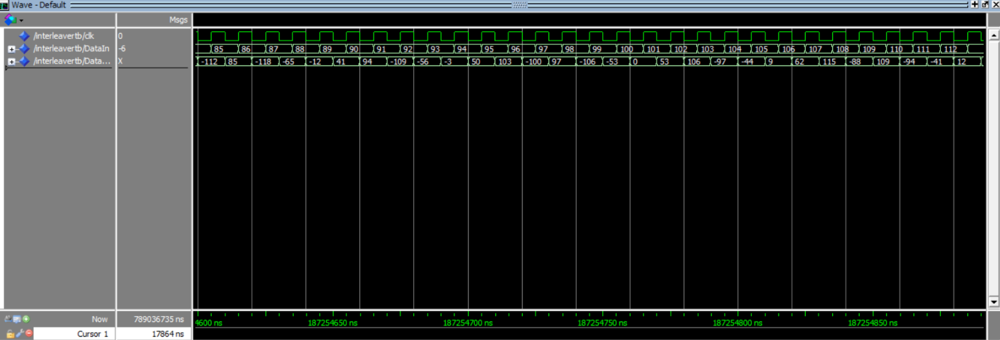 Wave - Default
Msgs
/interleavertb/clk 0
/interleavertb/DataIn -6 85 86 87 88 89 90 91 92 93 94 95 96 97 98 99 100 101 102 103 104 105 106 107 108 109 110 111 112
/interleavertb/Data... X -112 85 -118 -65 -12 41 94 -109 -56 -3 50 103 -100 97 -106 -53 0 53 106 -97 -44 9 62 115 -88 109 -94 -41 12
Now 789036735 ns 4600 ns 187254650 ns 187254700 ns 187254750 ns 187254800 ns 187254850 ns
Cursor 1 17864 ns